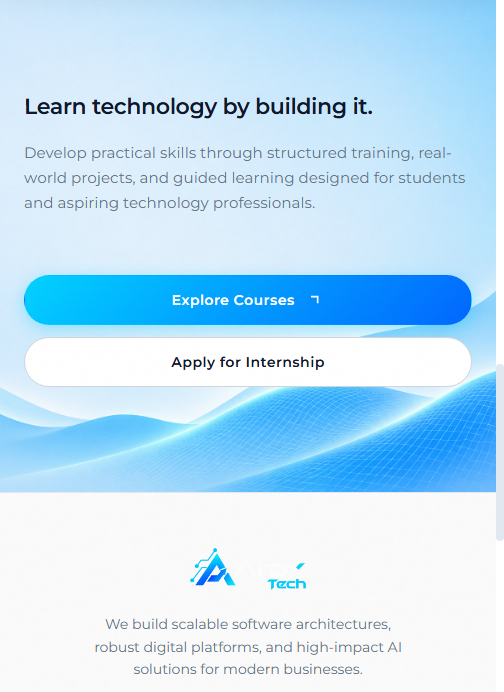 Learn technology by building it.
Develop practical skills through structured training, real-
world projects, and guided learning designed for students
and aspiring technology professionals.
Explore Courses
Apply for Internship
Tech
We build scalable software architectures,
robust digital platforms, and high-impact AI
solutions for modern businesses.